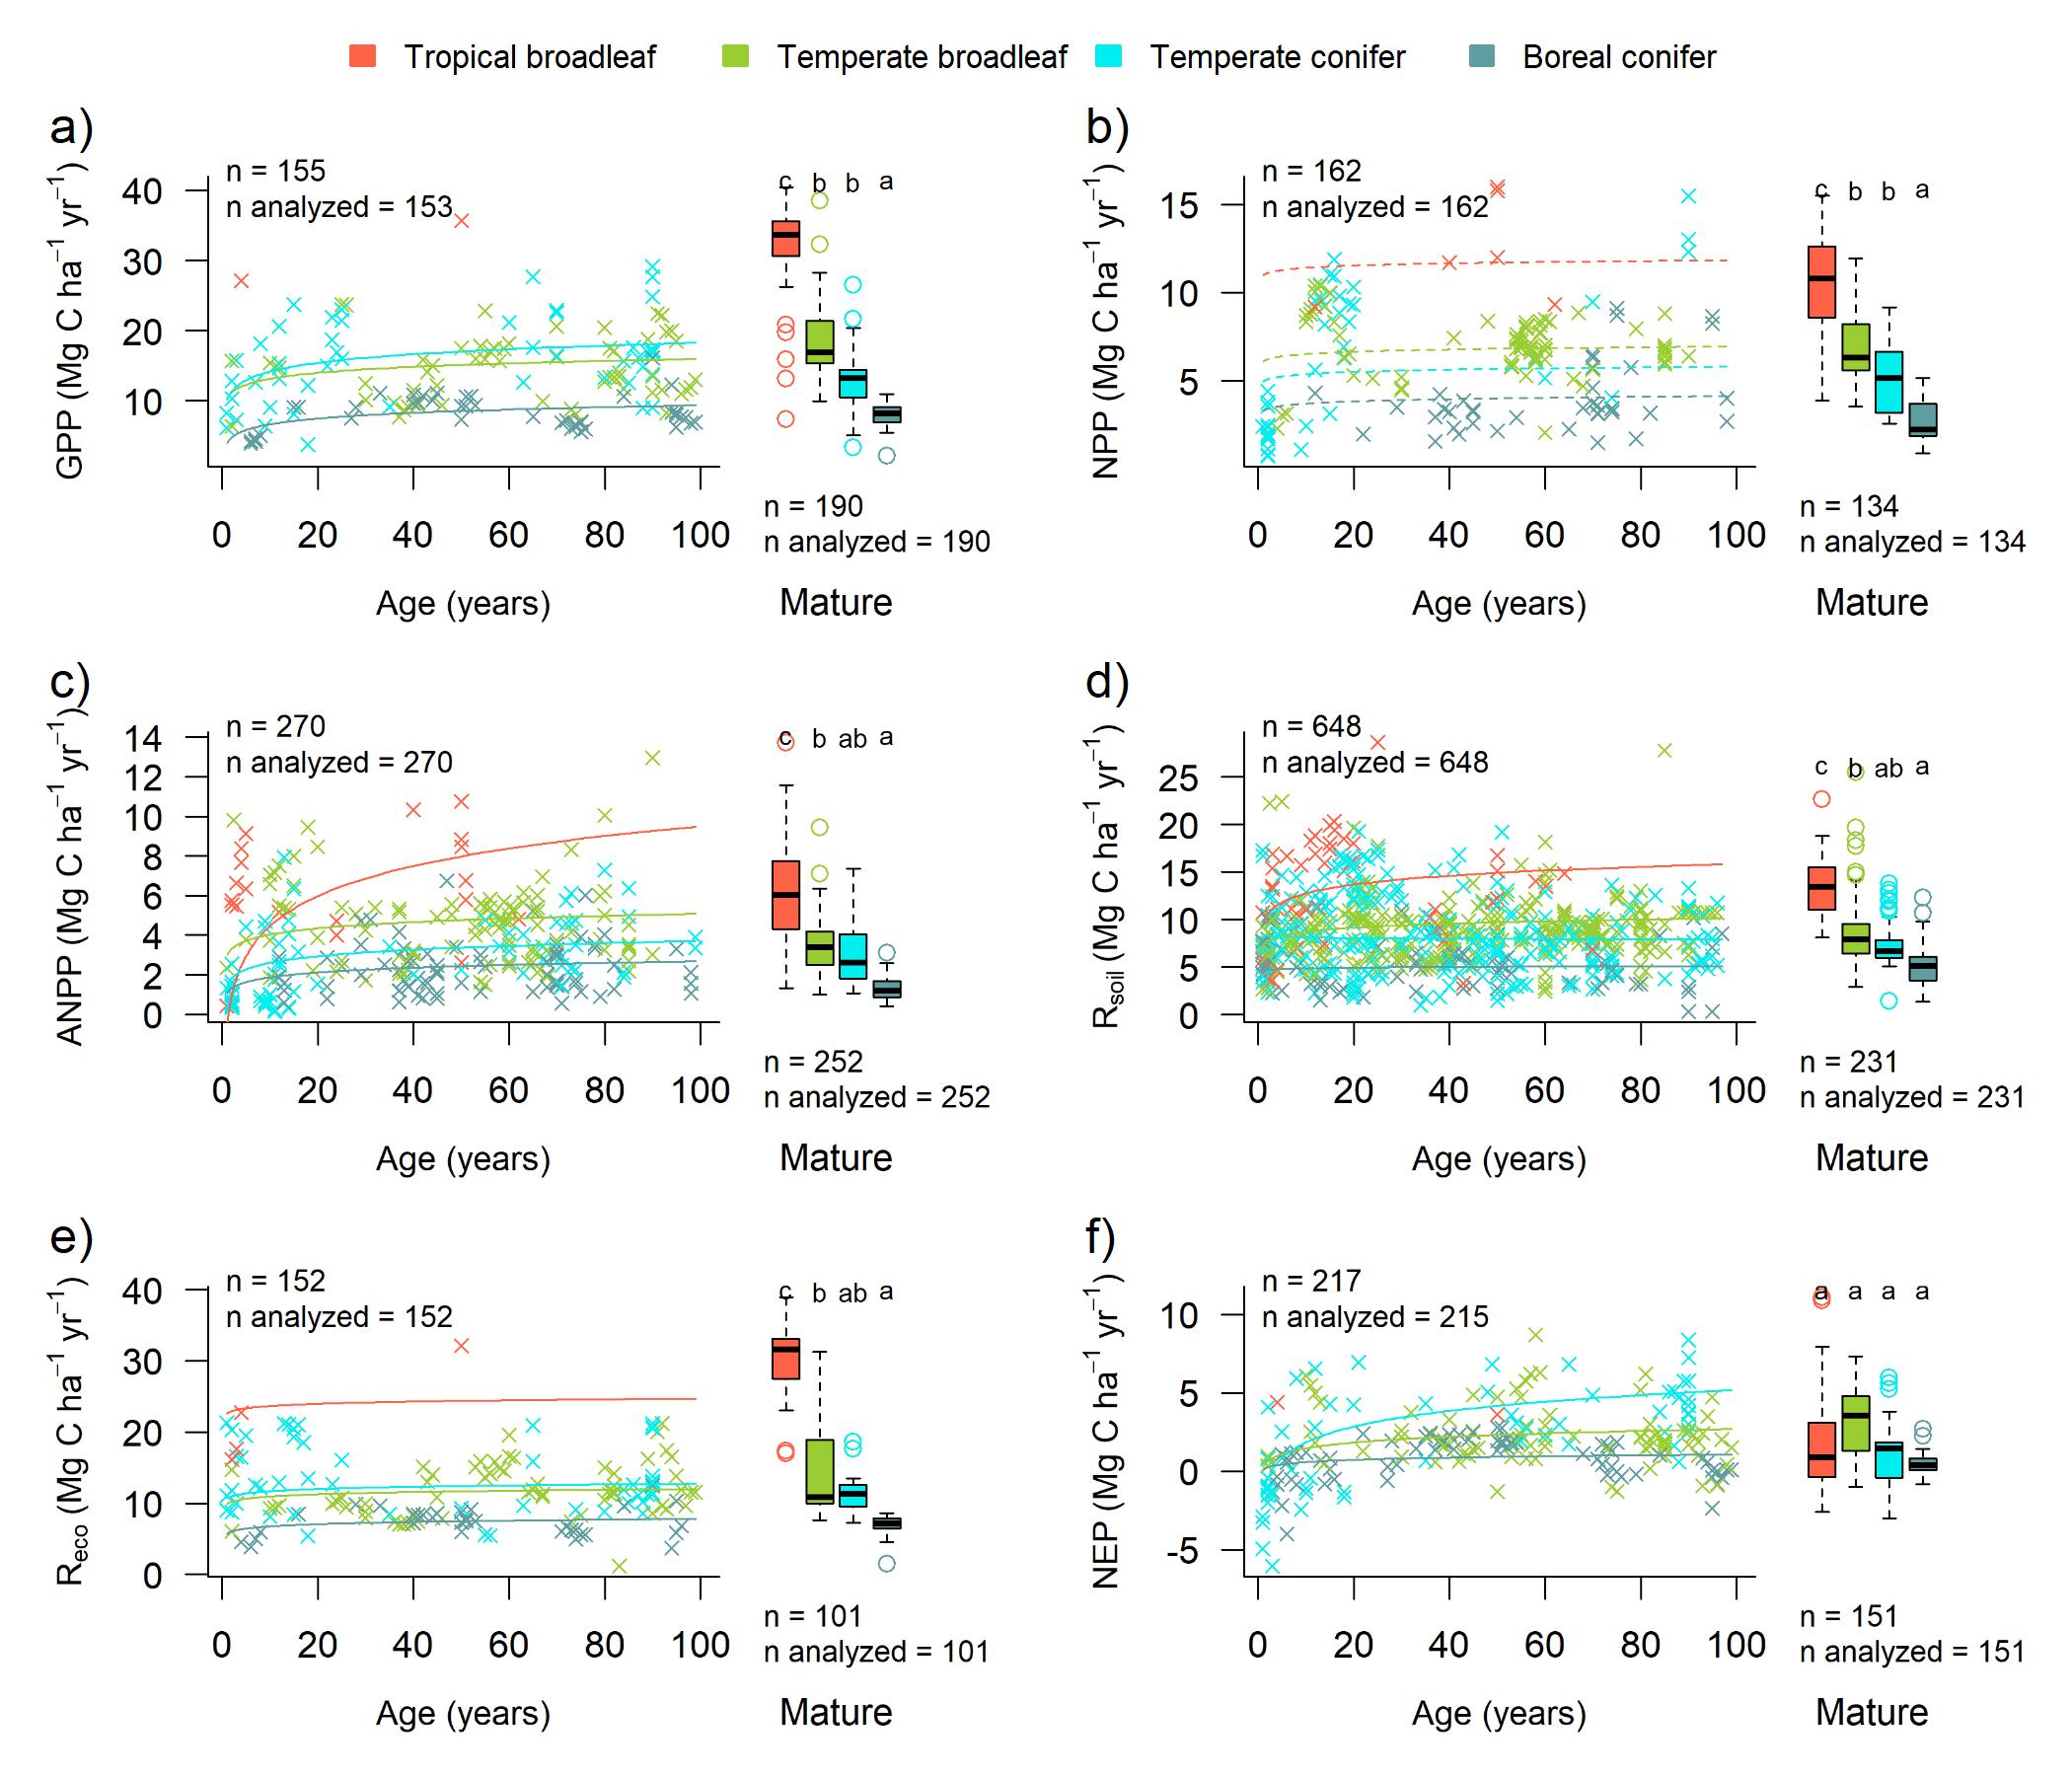 Tropical broadleaf Temperate broadleaf Temperate conifer Boreal conifer
a)
GPP (Mg C ha⁻¹ yr⁻¹)
40
30
20
10
n = 155
n analyzed = 153
c b b a
0 20 40 60 80 100
n = 190
n analyzed = 190
Age (years)
Mature
b)
NPP (Mg C ha⁻¹ yr⁻¹)
15
10
5
n = 162
n analyzed = 162
c b b a
0 20 40 60 80 100
n = 134
n analyzed = 134
Age (years)
Mature
c)
ANPP (Mg C ha⁻¹ yr⁻¹)
14
12
10
8
6
4
2
0
n = 270
n analyzed = 270
c b ab a
0 20 40 60 80 100
n = 252
n analyzed = 252
Age (years)
Mature
d)
Rsoil (Mg C ha⁻¹ yr⁻¹)
25
20
15
10
5
0
n = 648
n analyzed = 648
c b ab a
0 20 40 60 80 100
n = 231
n analyzed = 231
Age (years)
Mature
e)
Reco (Mg C ha⁻¹ yr⁻¹)
40
30
20
10
0
n = 152
n analyzed = 152
c b ab a
0 20 40 60 80 100
n = 101
n analyzed = 101
Age (years)
Mature
f)
NEP (Mg C ha⁻¹ yr⁻¹)
10
5
0
-5
n = 217
n analyzed = 215
a a a a
0 20 40 60 80 100
n = 151
n analyzed = 151
Age (years)
Mature